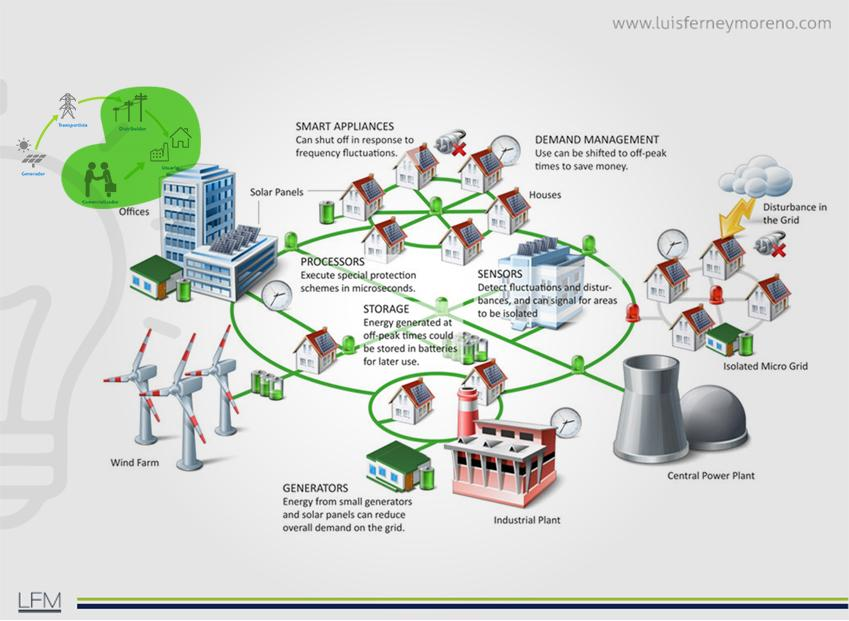 www.luisferneymoreno.com
Transportista
Distribuidor
Generador
Usuario
Comercializador
SMART APPLIANCES
Can shut off in response to
frequency fluctuations.
DEMAND MANAGEMENT
Use can be shifted to off-peak
times to save money.
Solar Panels
Houses
Offices
Disturbance in
the Grid
PROCESSORS
Execute special protection
schemes in microseconds.
SENSORS
Detect fluctuations and distur-
bances, and can signal for areas
to be isolated
STORAGE
Energy generated at
off-peak times could
be stored in batteries
for later use.
Isolated Micro Grid
Wind Farm
Central Power Plant
GENERATORS
Energy from small generators
and solar panels can reduce
overall demand on the grid.
Industrial Plant
LFM